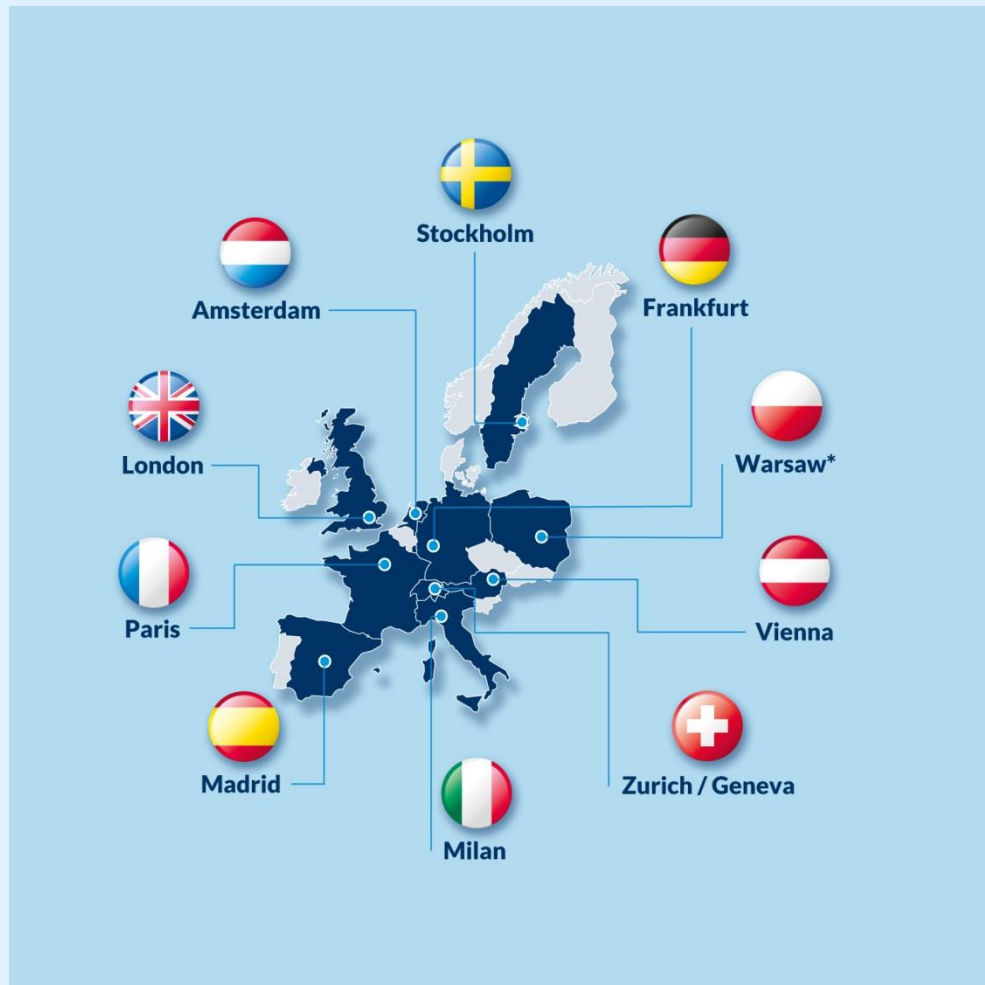 Stockholm
Amsterdam
Frankfurt
London
Warsaw*
Paris
Vienna
Madrid
Zurich / Geneva
Milan